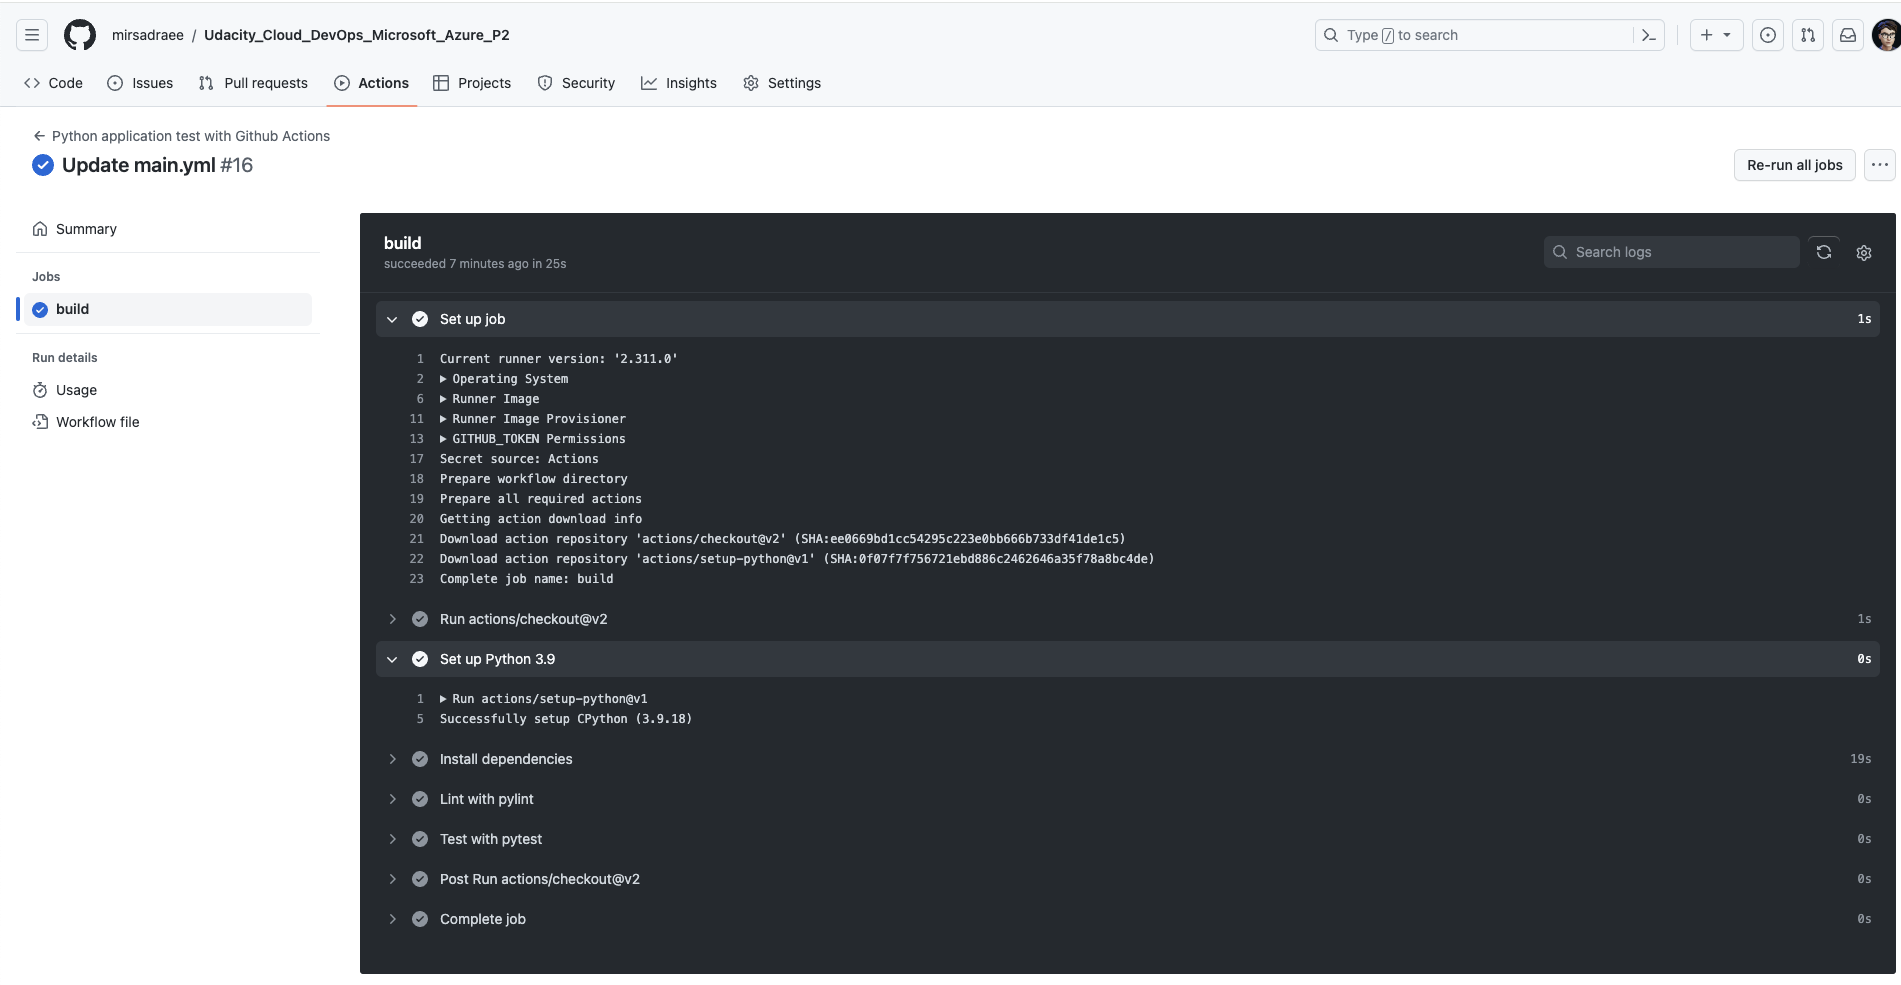 mirsadraee / Udacity_Cloud_DevOps_Microsoft_Azure_P2
Type / to search
Code
Issues
Pull requests
Actions
Projects
Security
Insights
Settings
Python application test with Github Actions
Update main.yml #16
Re-run all jobs
Summary
Jobs
build
Run details
Usage
Workflow file
build
succeeded 7 minutes ago in 25s
Search logs
Set up job 1s
1 Current runner version: '2.311.0'
2 Operating System
6 Runner Image
11 Runner Image Provisioner
13 GITHUB_TOKEN Permissions
17 Secret source: Actions
18 Prepare workflow directory
19 Prepare all required actions
20 Getting action download info
21 Download action repository 'actions/checkout@v2' (SHA:ee0669bd1cc54295c223e0bb666b733df41de1c5)
22 Download action repository 'actions/setup-python@v1' (SHA:0f07f7f756721ebd886c2462646a35f78a8bc4de)
23 Complete job name: build
Run actions/checkout@v2 1s
Set up Python 3.9 0s
1 Run actions/setup-python@v1
5 Successfully setup CPython (3.9.18)
Install dependencies 19s
Lint with pylint 0s
Test with pytest 0s
Post Run actions/checkout@v2 0s
Complete job 0s